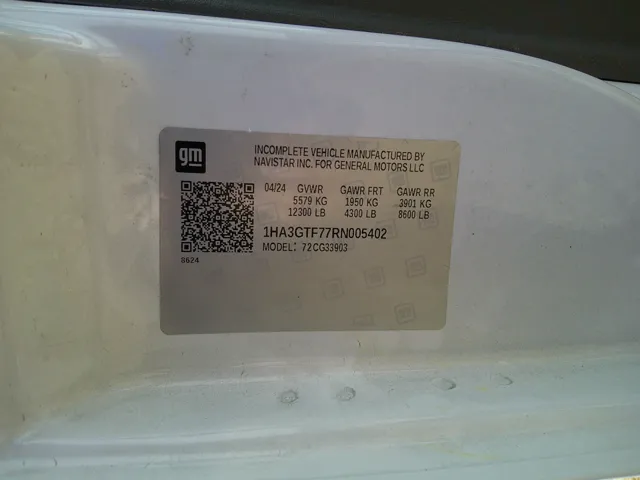 gm
INCOMPLETE VEHICLE MANUFACTURED BY
NAVISTAR INC. FOR GENERAL MOTORS LLC
04/24 GVWR GAWR FRT GAWR RR
5579 KG 1950 KG 3901 KG
12300 LB 4300 LB 8600 LB
1HA3GTF77RN005402
MODEL: 72CG33903
8624